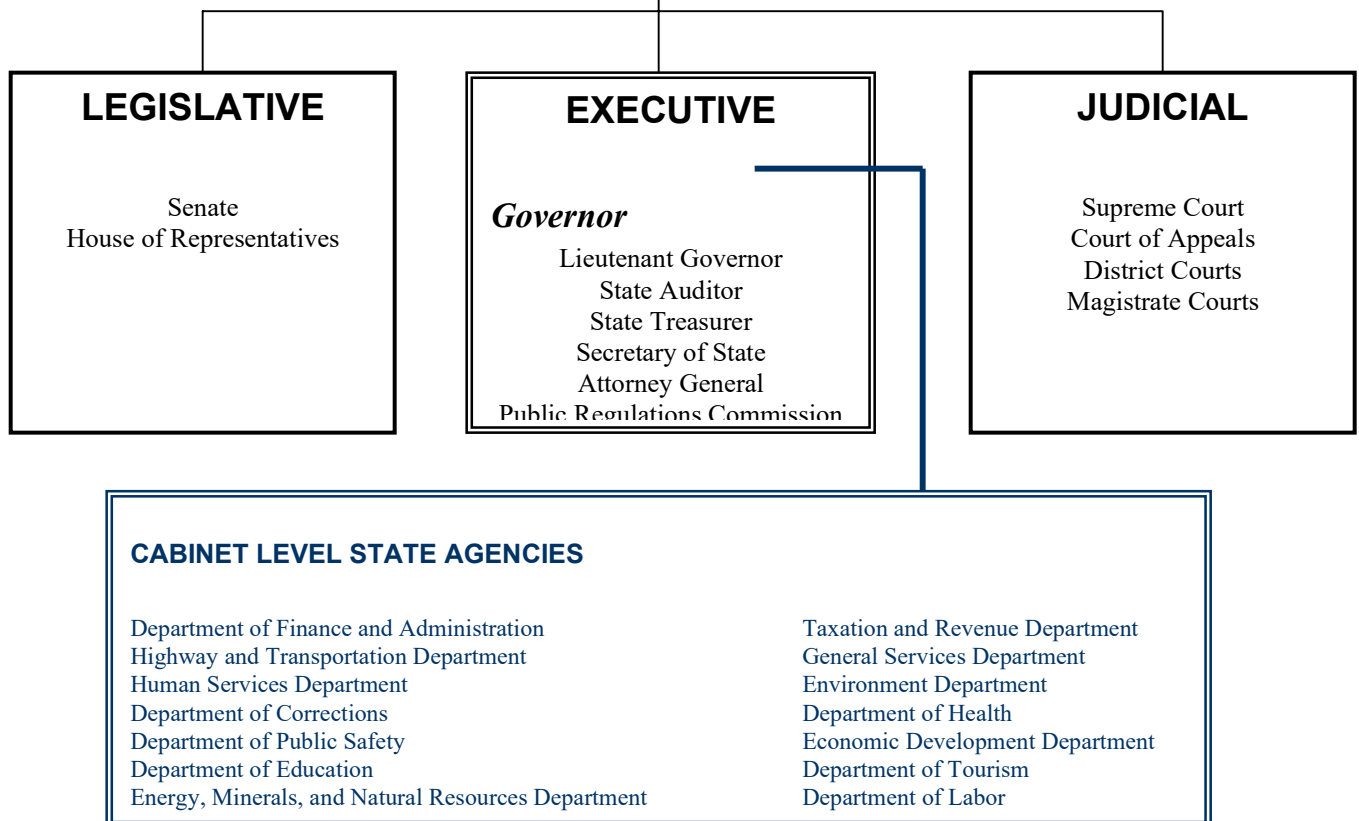 LEGISLATIVE
Senate
House of Representatives
EXECUTIVE
Governor
Lieutenant Governor
State Auditor
State Treasurer
Secretary of State
Attorney General
Public Regulations Commission
JUDICIAL
Supreme Court
Court of Appeals
District Courts
Magistrate Courts
CABINET LEVEL STATE AGENCIES
Department of Finance and Administration
Highway and Transportation Department
Human Services Department
Department of Corrections
Department of Public Safety
Department of Education
Energy, Minerals, and Natural Resources Department
Taxation and Revenue Department
General Services Department
Environment Department
Department of Health
Economic Development Department
Department of Tourism
Department of Labor